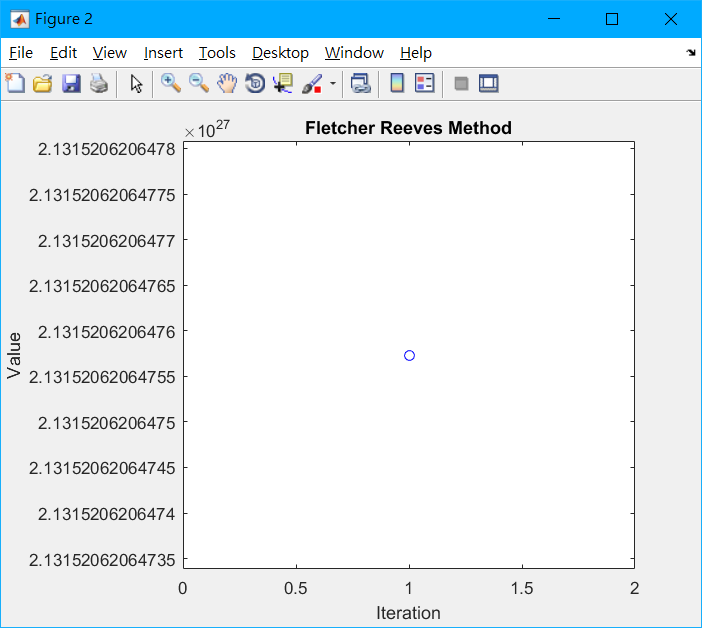 Figure 2
File Edit View Insert Tools Desktop Window Help
×10^27
Fletcher Reeves Method
2.1315206206478
2.13152062064775
2.1315206206477
2.13152062064765
2.1315206206476
2.13152062064755
2.1315206206475
2.13152062064745
2.1315206206474
2.13152062064735
Value
0 0.5 1 1.5 2
Iteration